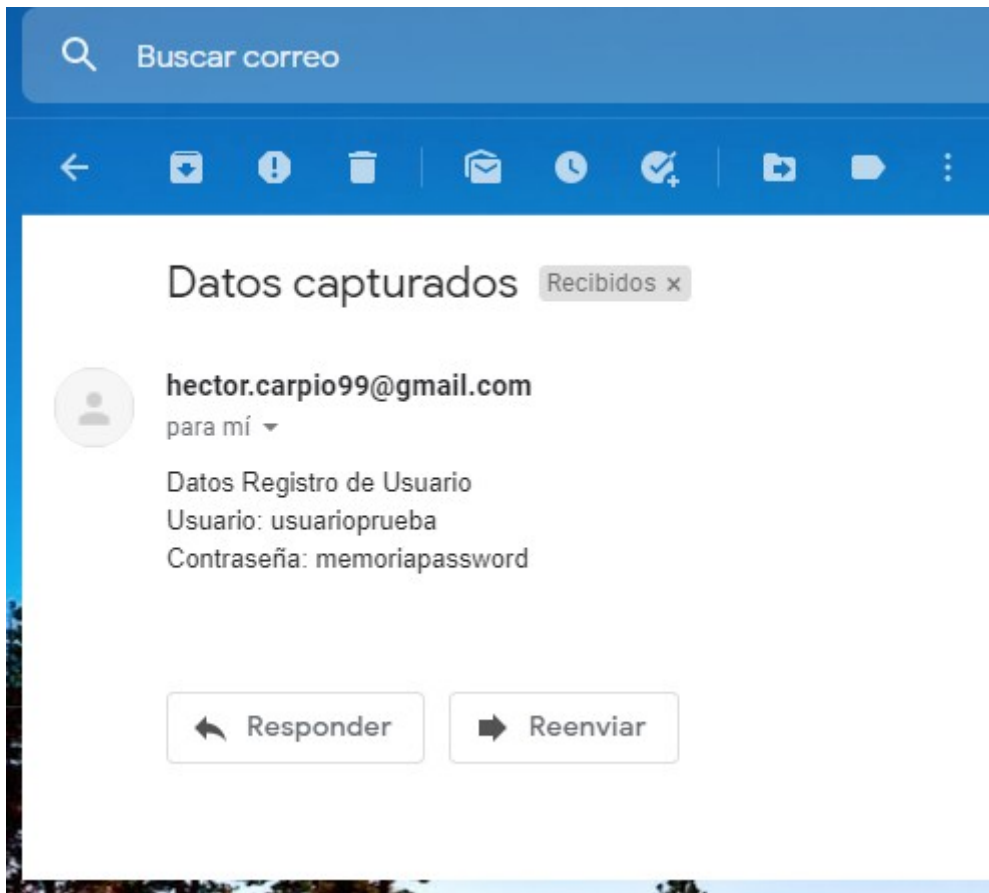 Buscar correo
Datos capturados Recibidos x
hector.carpio99@gmail.com
para mí
Datos Registro de Usuario
Usuario: usuarioprueba
Contraseña: memoriapassword
Responder Reenviar